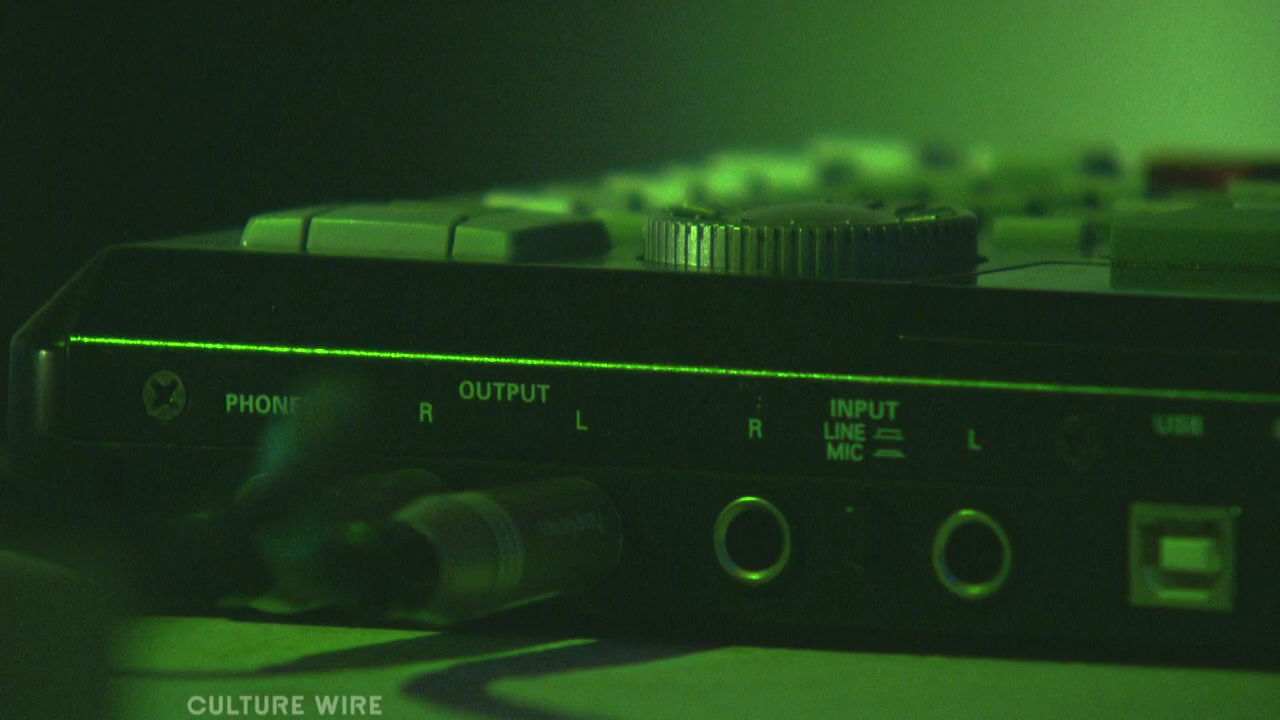 PHONE
R
OUTPUT
L
R
INPUT
LINE
MIC
L
USB
CULTURE WIRE